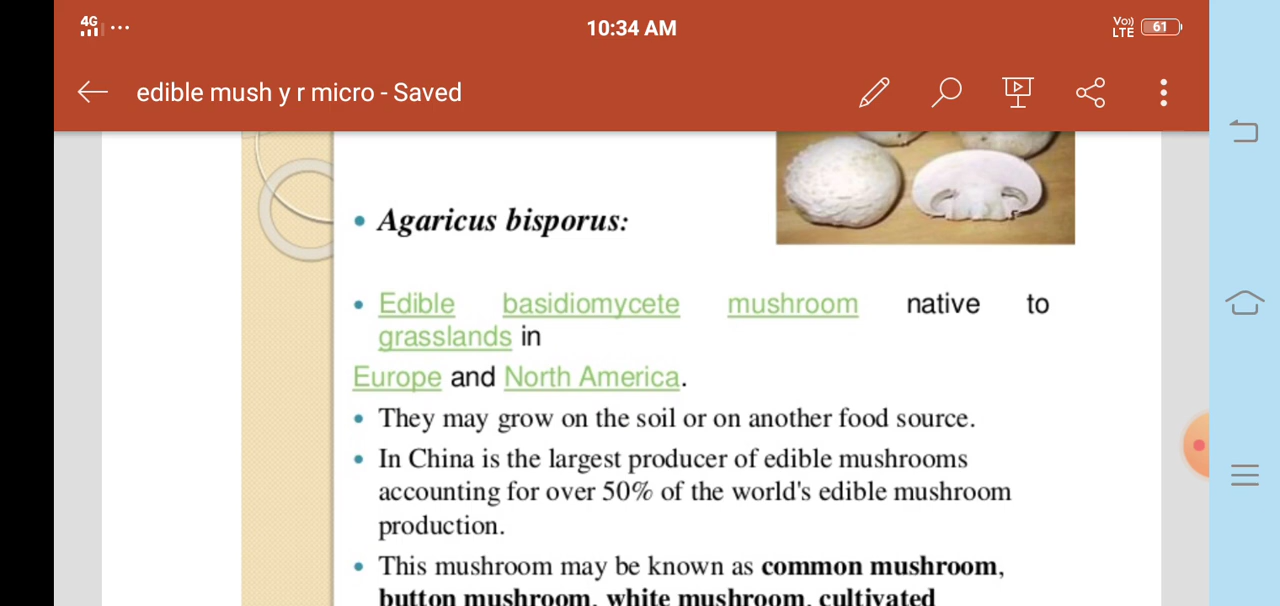 4G
10:34 AM
Vo)) LTE
61
edible mush y r micro - Saved
Agaricus bisporus:
Edible basidiomycete mushroom native to
grasslands in
Europe and North America.
They may grow on the soil or on another food source.
In China is the largest producer of edible mushrooms
accounting for over 50% of the world's edible mushroom
production.
This mushroom may be known as common mushroom,
button mushroom, white mushroom, cultivated